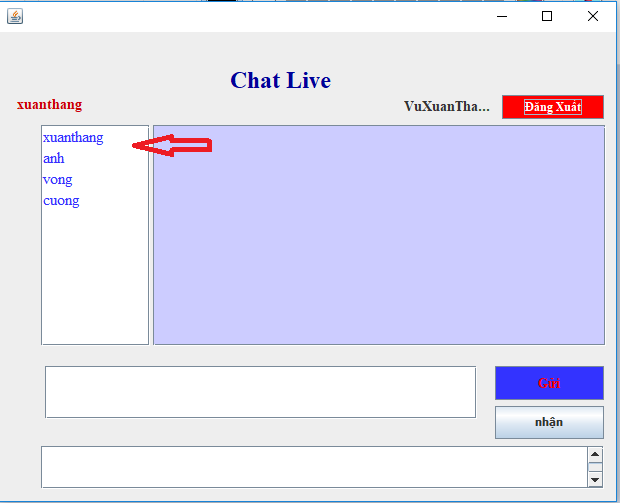 Chat Live
xuanthang
VuXuanTha...
Đăng Xuất
xuanthang
anh
vong
cuong
Gửi
nhận